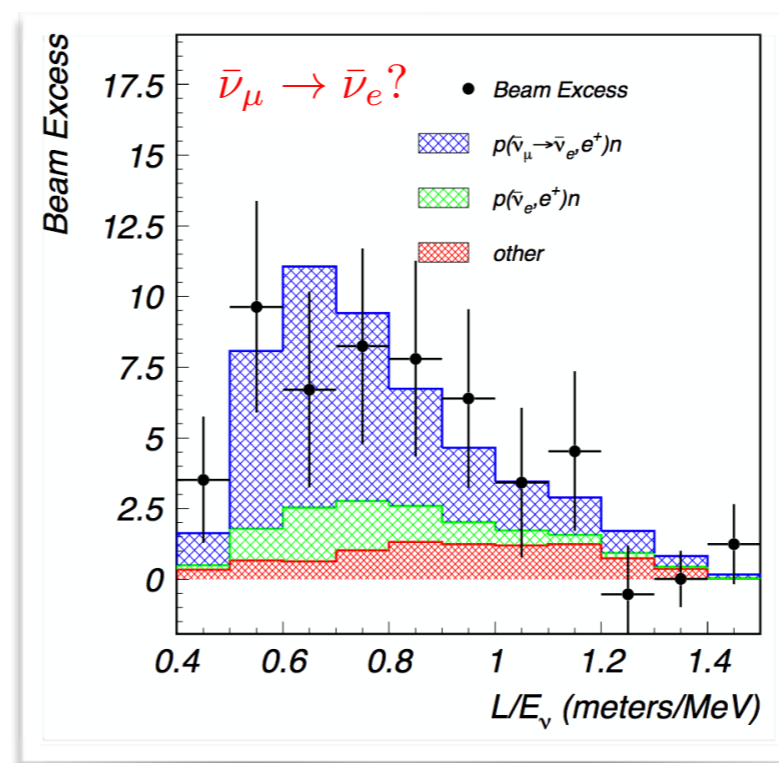 Beam Excess
17.5
15
12.5
10
7.5
5
2.5
0
ν̄_μ → ν̄_e?
Beam Excess
p(ν̄_μ→ν̄_e,e⁺)n
p(ν̄_e,e⁺)n
other
0.4 0.6 0.8 1 1.2 1.4
L/E_ν (meters/MeV)